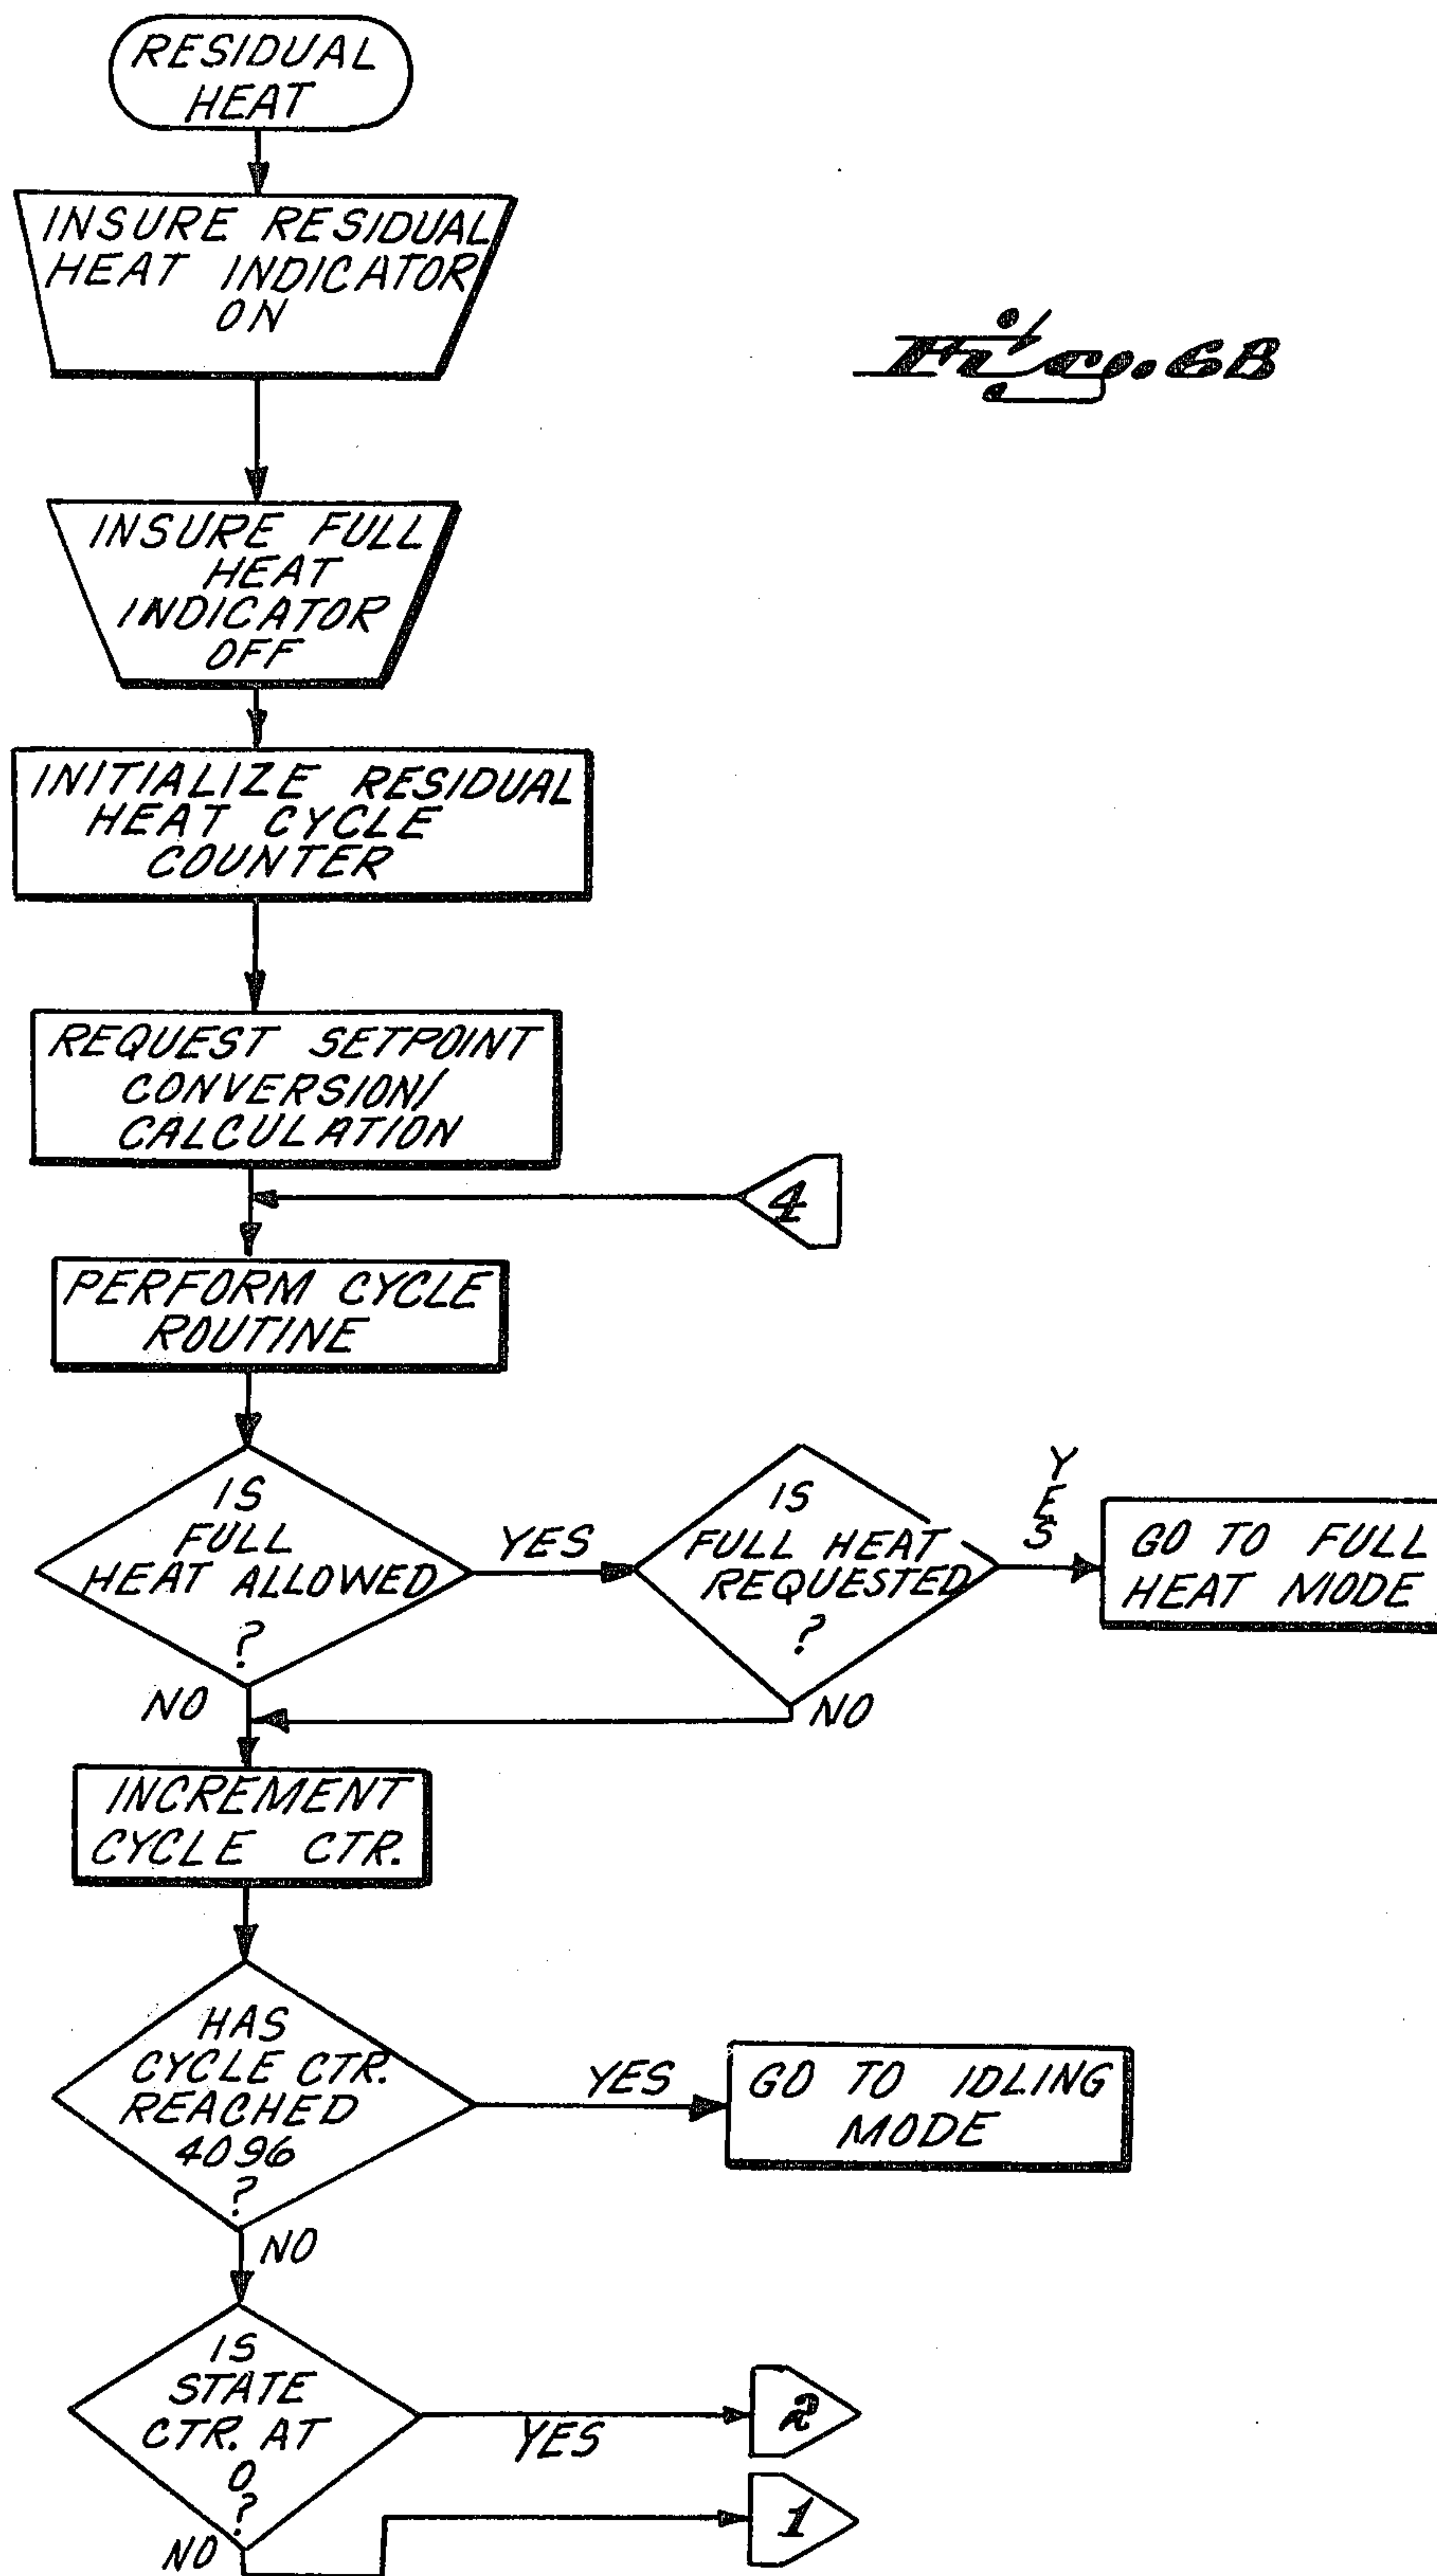 RESIDUAL
HEAT
INSURE RESIDUAL
HEAT INDICATOR
ON
Fig. 6B
INSURE FULL
HEAT
INDICATOR
OFF
INITIALIZE RESIDUAL
HEAT CYCLE
COUNTER
REQUEST SETPOINT
CONVERSION/
CALCULATION
4
PERFORM CYCLE
ROUTINE
IS
FULL
HEAT ALLOWED
?
YES
NO
IS
FULL HEAT
REQUESTED
?
YES
NO
GO TO FULL
HEAT MODE
INCREMENT
CYCLE CTR.
HAS
CYCLE CTR.
REACHED
4096
?
YES
GO TO IDLING
MODE
NO
IS
STATE
CTR. AT
0
?
YES
2
NO
1